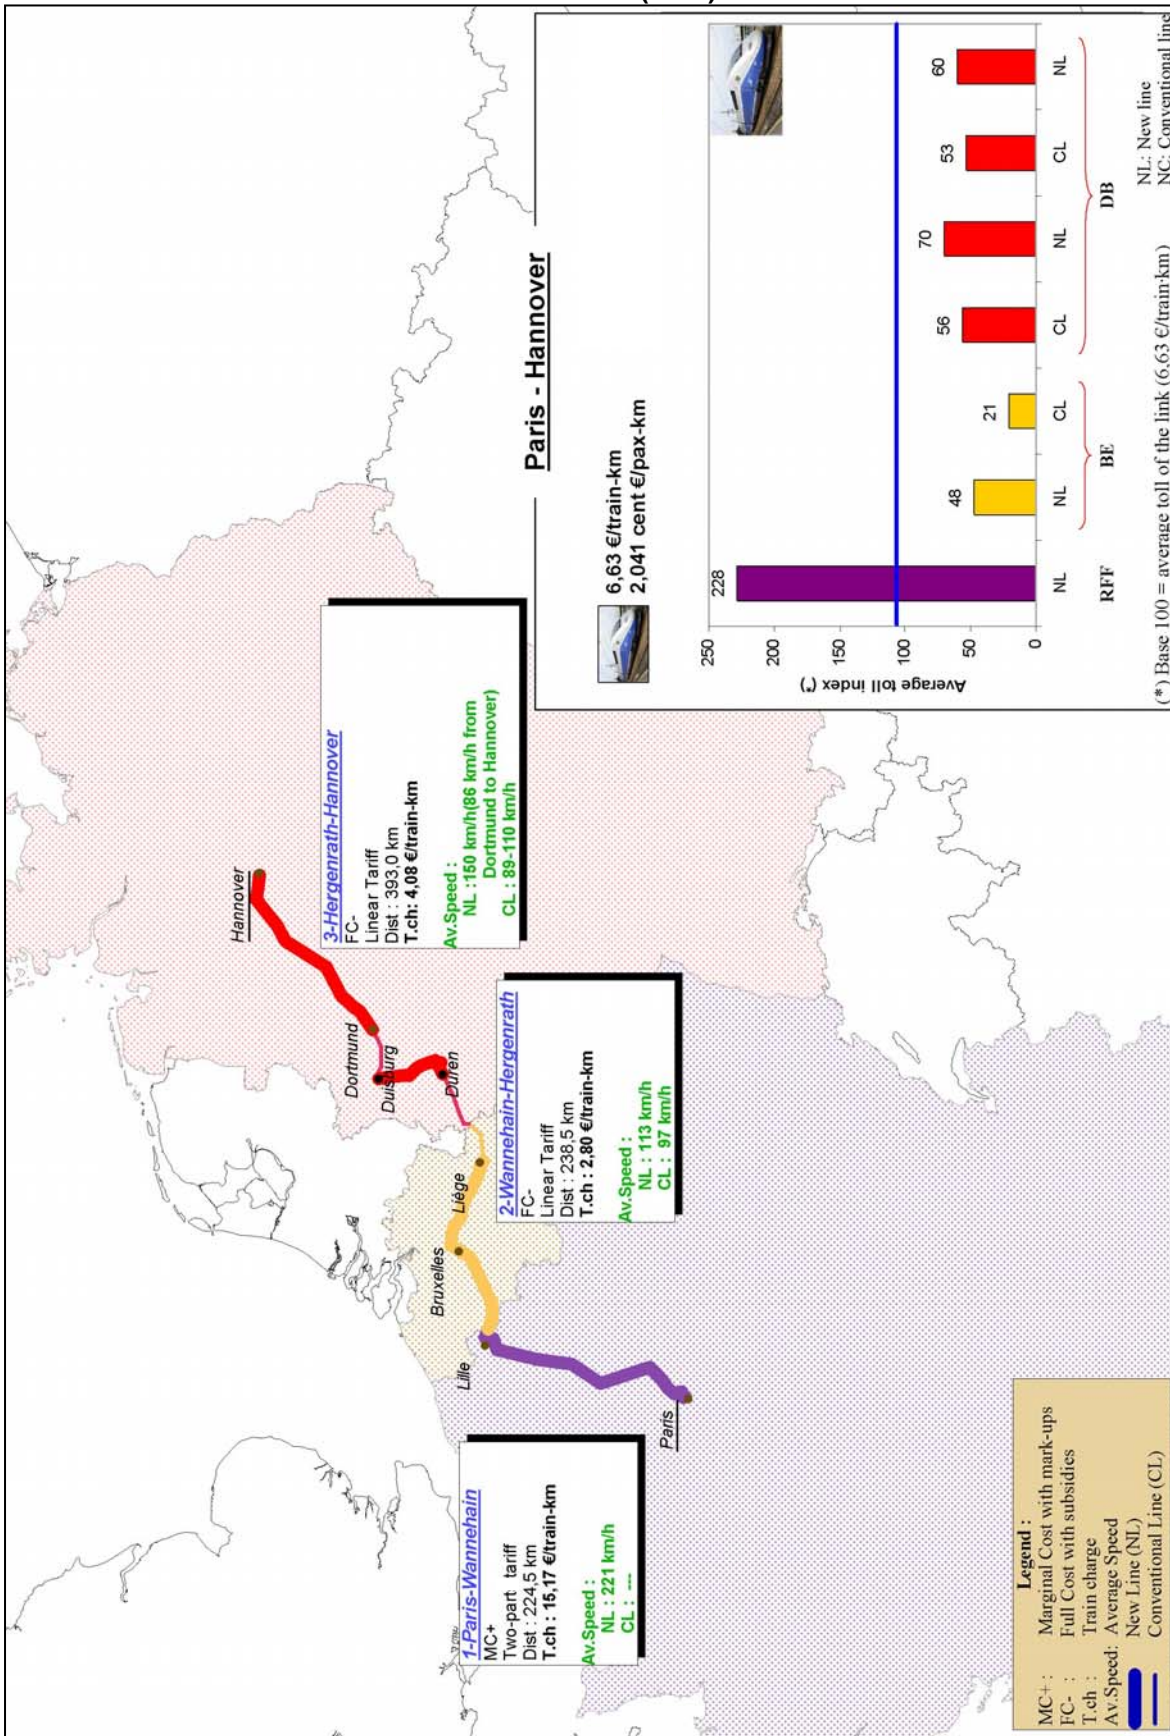 Hannover
Dortmund
Duisburg
Düren
Liège
Bruxelles
Lille
Paris
1-Paris-Wannehain
MC+
Two-part tariff
Dist : 224,5 km
T.ch : 15,17 €/train-km
Av.Speed :
NL : 221 km/h
CL : ---
2-Wannehain-Hergenrath
FC-
Linear Tariff
Dist : 238,5 km
T.ch : 2,80 €/train-km
Av.Speed :
NL : 113 km/h
CL : 97 km/h
3-Hergenrath-Hannover
FC-
Linear Tariff
Dist : 393,0 km
T.ch: 4,08 €/train-km
Av.Speed :
NL :150 km/h(86 km/h from
Dortmund to Hannover)
CL : 89-110 km/h
Legend :
MC+ : Marginal Cost with mark-ups
FC- : Full Cost with subsidies
T.ch : Train charge
Av.Speed: Average Speed
New Line (NL)
Conventional Line (CL)
Paris - Hannover
6,63 €/train-km
2,041 cent €/pax-km
Average toll index (*)
250
200
150
100
50
0
228
48
21
56
70
53
60
NL NL CL CL NL CL NL
RFF BE DB
NL: New line
(*) Base 100 = average toll of the link (6,63 €/train·km) NC: Conventional line